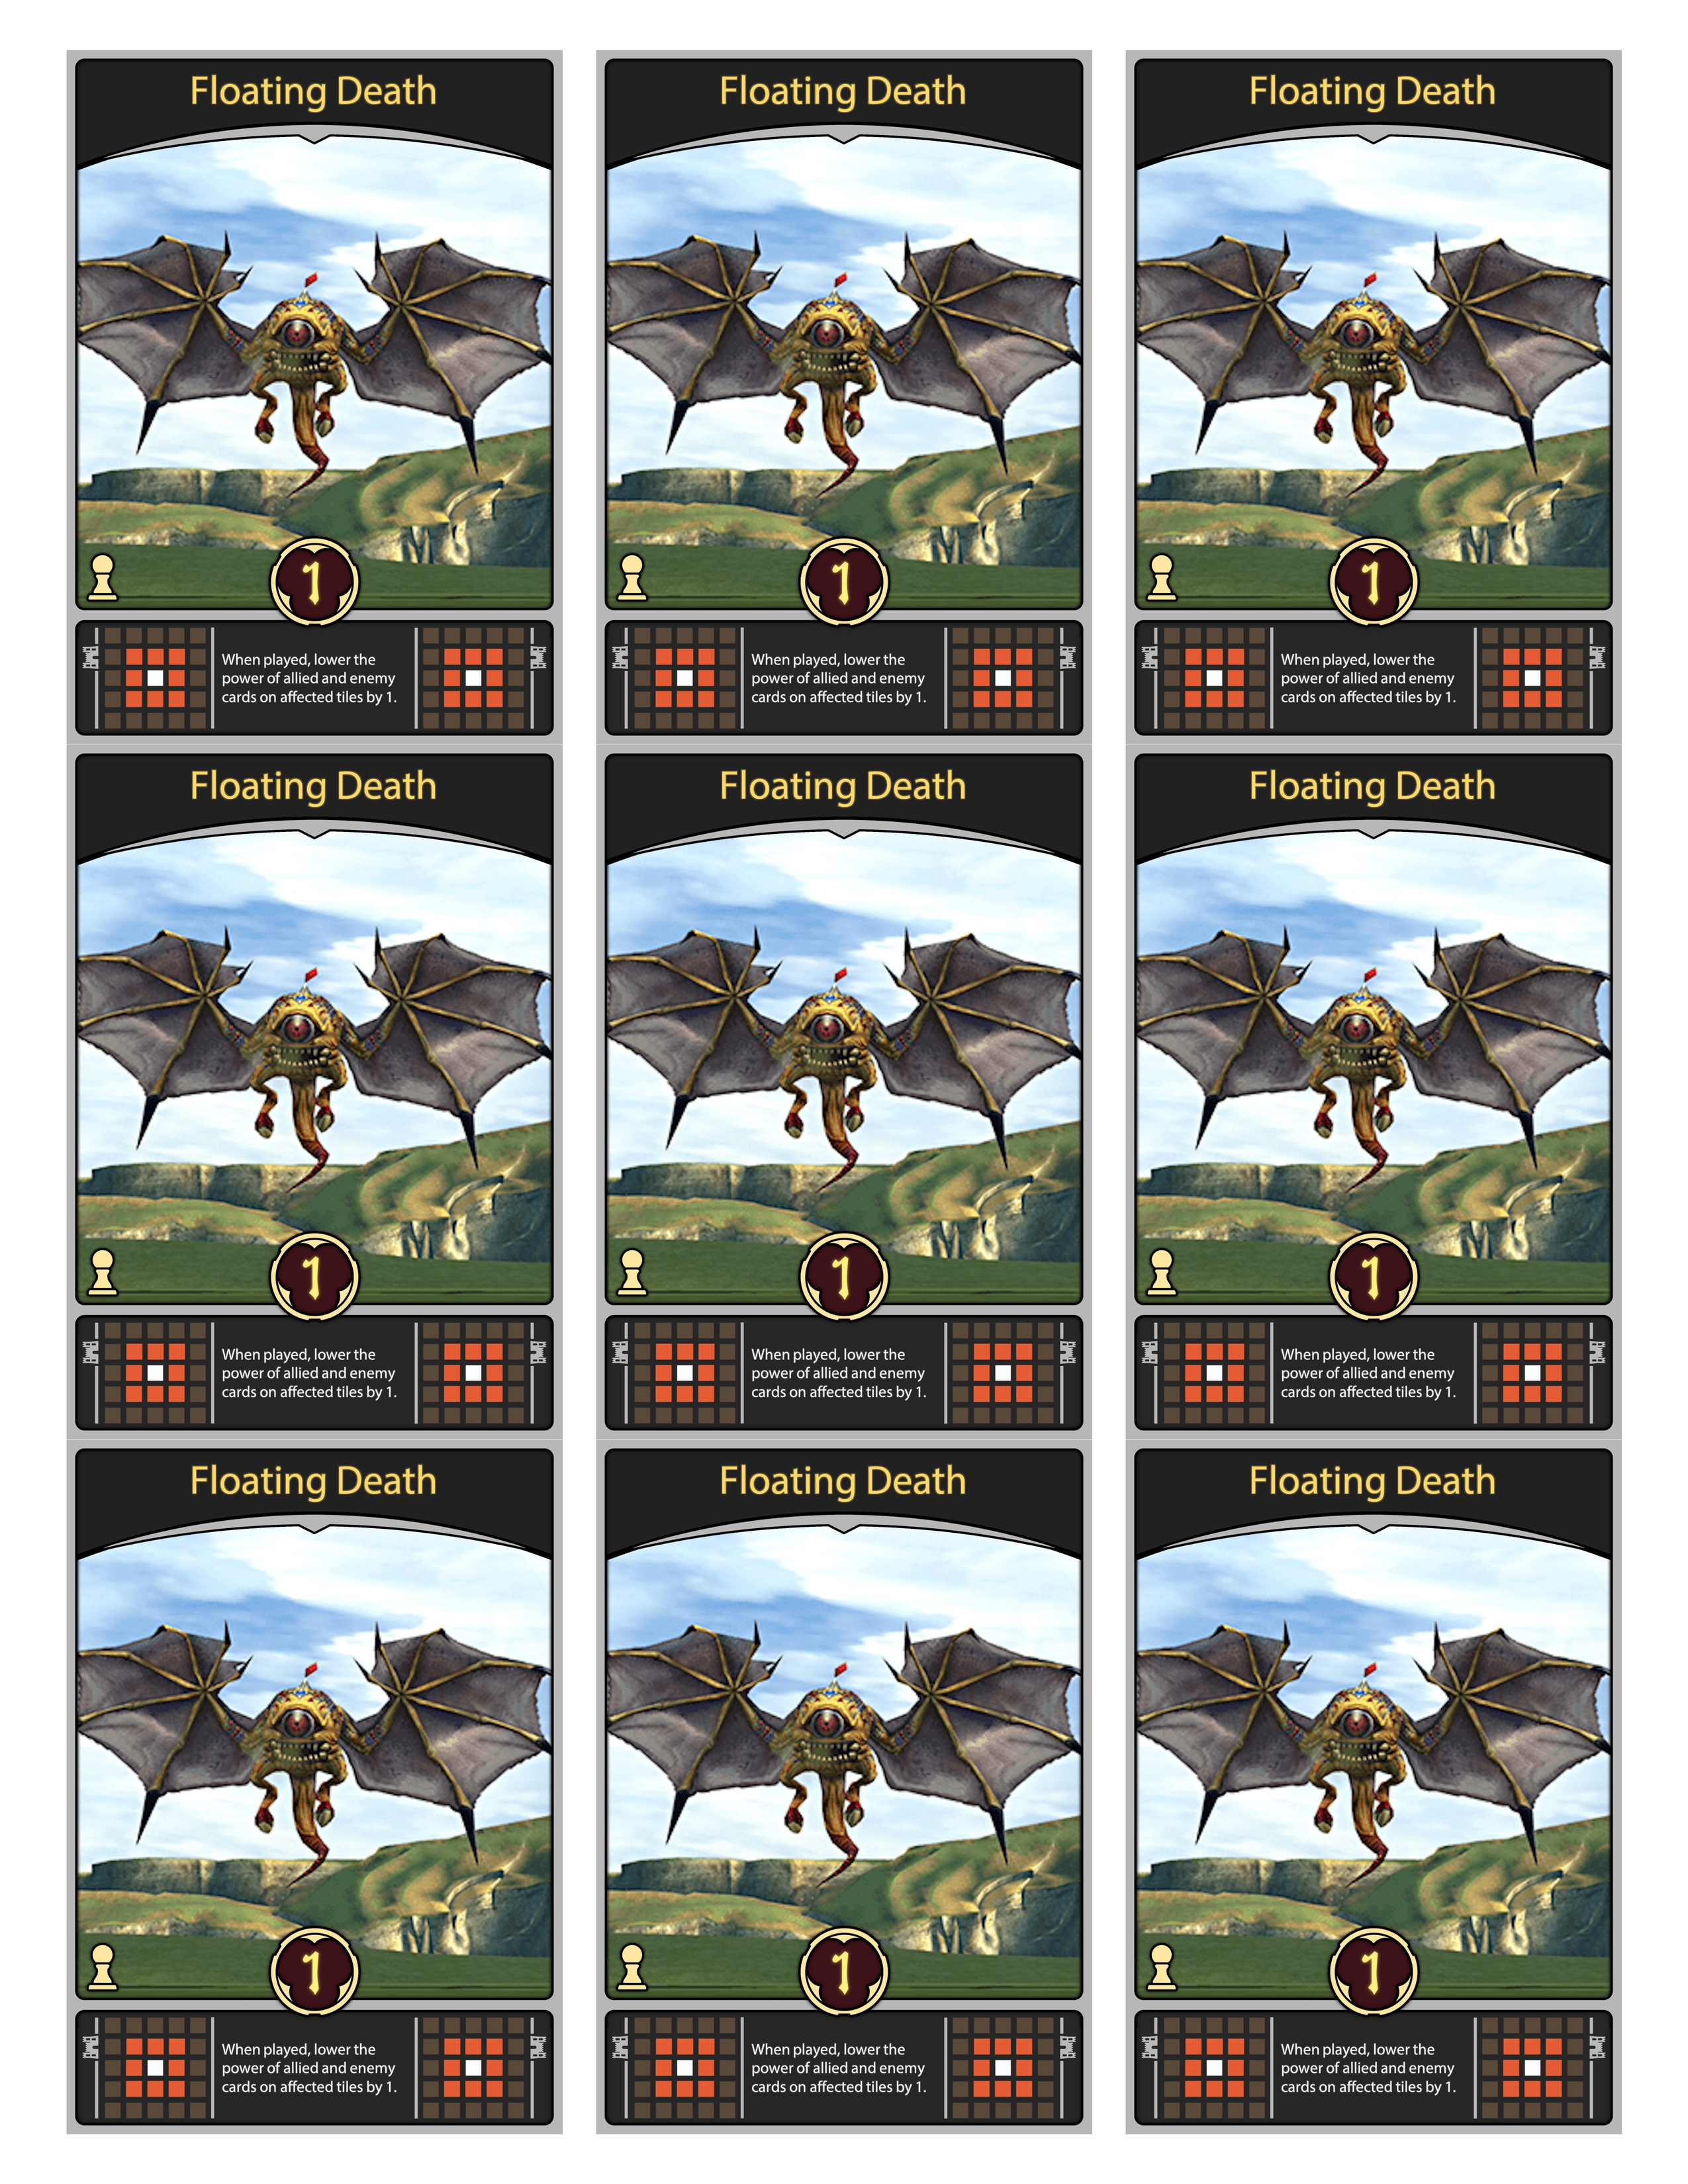 Floating Death
Floating Death
Floating Death
1
1
1
When played, lower the
power of allied and enemy
cards on affected tiles by 1.
When played, lower the
power of allied and enemy
cards on affected tiles by 1.
When played, lower the
power of allied and enemy
cards on affected tiles by 1.
Floating Death
Floating Death
Floating Death
1
1
1
When played, lower the
power of allied and enemy
cards on affected tiles by 1.
When played, lower the
power of allied and enemy
cards on affected tiles by 1.
When played, lower the
power of allied and enemy
cards on affected tiles by 1.
Floating Death
Floating Death
Floating Death
1
1
1
When played, lower the
power of allied and enemy
cards on affected tiles by 1.
When played, lower the
power of allied and enemy
cards on affected tiles by 1.
When played, lower the
power of allied and enemy
cards on affected tiles by 1.